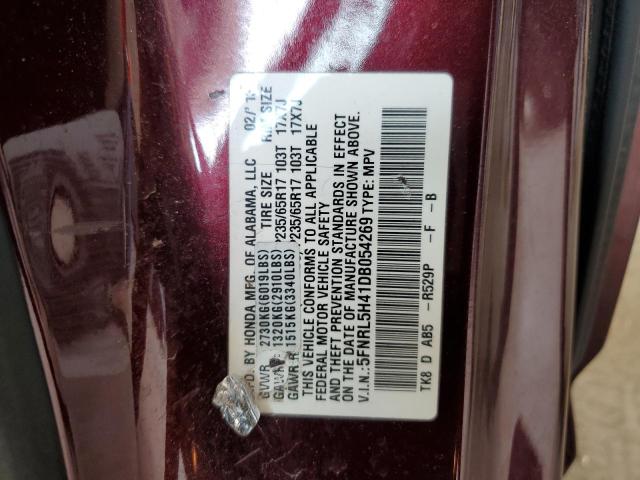 MFD. BY HONDA MFG. OF ALABAMA, LLC 02/
GVWR 2730KG(6019LBS) TIRE SIZE RIM SIZE
GAWR F 1320KG(2910LBS) 235/65R17 103T 17X7J
GAWR R 1515KG(3340LBS) 235/65R17 103T 17X7J
THIS VEHICLE CONFORMS TO ALL APPLICABLE
FEDERAL MOTOR VEHICLE SAFETY
AND THEFT PREVENTION STANDARDS IN EFFECT
ON THE DATE OF MANUFACTURE SHOWN ABOVE.
V.I.N.: 5FNRL5H41DB054269 TYPE: MPV
TK8 D AB5 - R529P - F - B